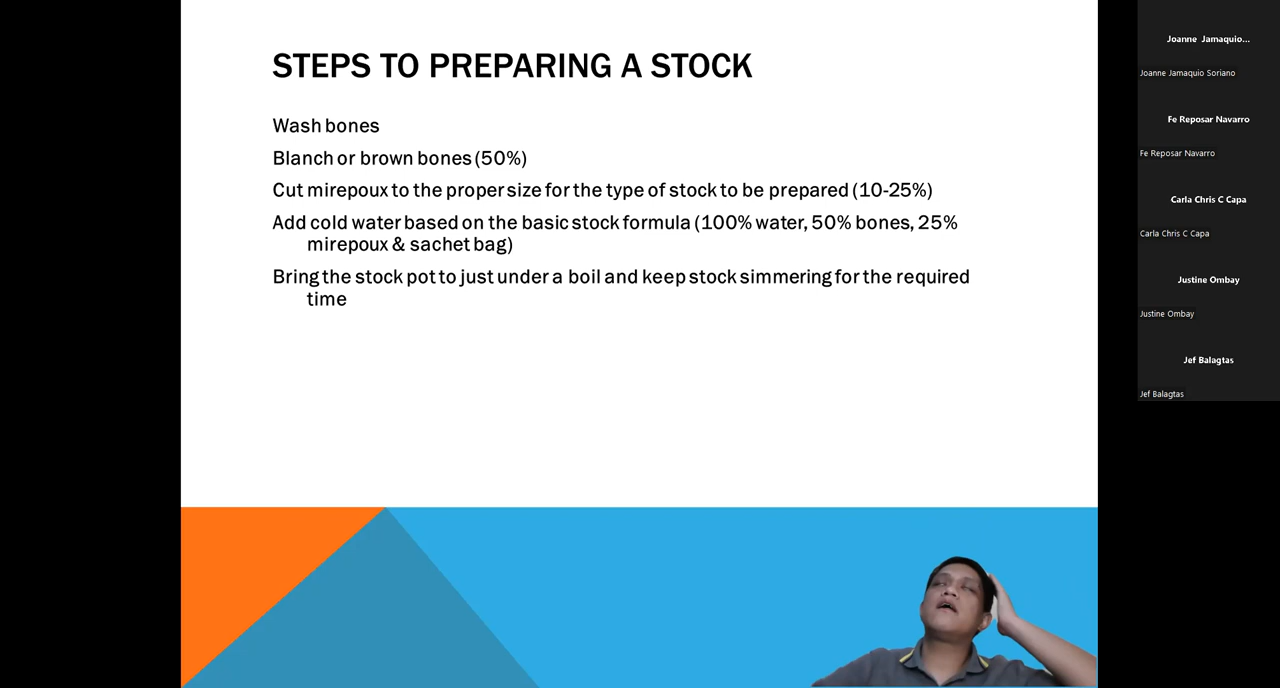 STEPS TO PREPARING A STOCK
Wash bones
Blanch or brown bones (50%)
Cut mirepoux to the proper size for the type of stock to be prepared (10-25%)
Add cold water based on the basic stock formula (100% water, 50% bones, 25%
mirepoux & sachet bag)
Bring the stock pot to just under a boil and keep stock simmering for the required
time
Joanne Jamaquio...
Joanne Jamaquio Soriano
Fe Reposar Navarro
Fe Reposar Navarro
Carla Chris C Capa
Carla Chris C Capa
Justine Ombay
Justine Ombay
Jef Balagtas
Jef Balagtas